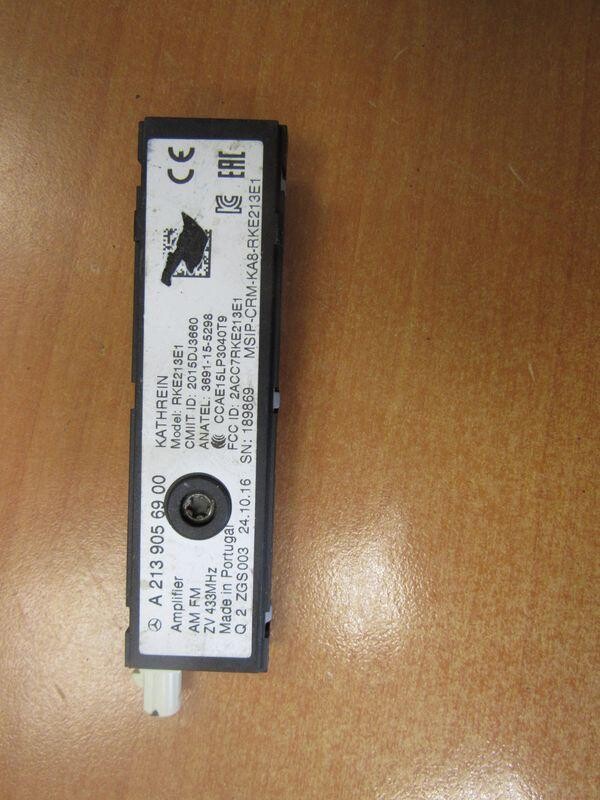 A 213 905 69 00
Amplifier
AM FM
ZV 433MHz
Made in Portugal
Q 2 ZGS003 24.10.16 SN: 189869 MSIP-CRM-KA8-RKE213E1
KATHREIN
Model: RKE213E1
CMIIT ID: 2015DJ3660
ANATEL: 3691-15-5298
CCAE15LP3040T9
FCC ID: 2ACC7RKE213E1
CE
EAC